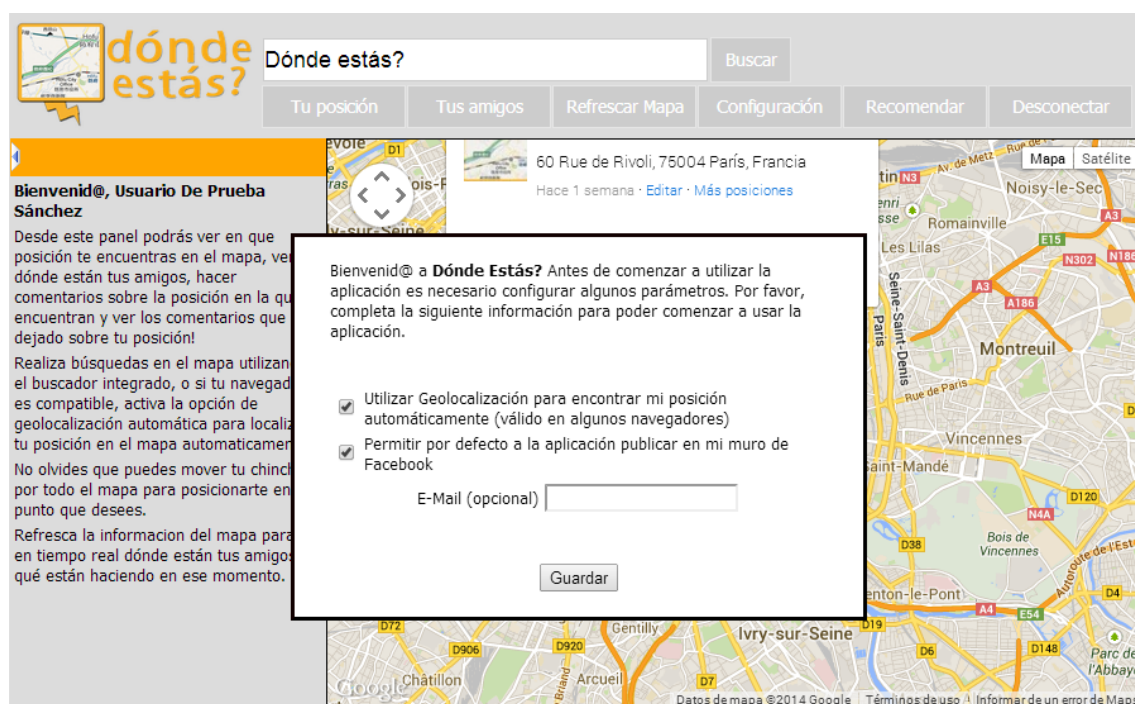 dónde
estás?
Dónde estás?
Buscar
Tu posición
Tus amigos
Refrescar Mapa
Configuración
Recomendar
Desconectar
Bienvenid@, Usuario De Prueba
Sánchez
Desde este panel podrás ver en que
posición te encuentras en el mapa, ver
dónde están tus amigos, hacer
comentarios sobre la posición en la
encuentran y ver los comentarios que
dejado sobre tu posición!
Realiza búsquedas en el mapa
el buscador integrado, o si tu
es compatible, activa la opción de
geolocalización automática para
tu posición en el mapa
No olvides que puedes mover tu
por todo el mapa para posicionarte en
punto que desees.
Refresca la informacion del mapa para
en tiempo real dónde están tus amigos
qué están haciendo en ese momento.
60 Rue de Rivoli, 75004 París, Francia
Hace 1 semana · Editar · Más posiciones
Bienvenid@ a Dónde Estás? Antes de comenzar a utilizar la
aplicación es necesario configurar algunos parámetros. Por favor,
completa la siguiente información para poder comenzar a usar la
aplicación.
Utilizar Geolocalización para encontrar mi posición
automáticamente (válido en algunos navegadores)
Permitir por defecto a la aplicación publicar en mi muro de
Facebook
E-Mail (opcional)
Guardar
Mapa
Satélite
D1
N3
Av. de Metz
Noisy-le-Sec
Romainville
A3
Les Lilas
E15
N302
N186
A3
A186
Seine-Saint-Denis
Paris
Montreuil
Rue de Paris
Vincennes
Saint-Mandé
D120
N4A
D38
Bois de
Vincennes
Autoroute de l'Est
D4
A4
E54
D72
D19
Gentilly
Ivry-sur-Seine
D906
D920
D6
D148
Parc de
l'Abbaye
Châtillon
Arcueil
D7
Briand
Google
Datos de mapa ©2014 Google
Términos de uso
Informar de un error de Maps